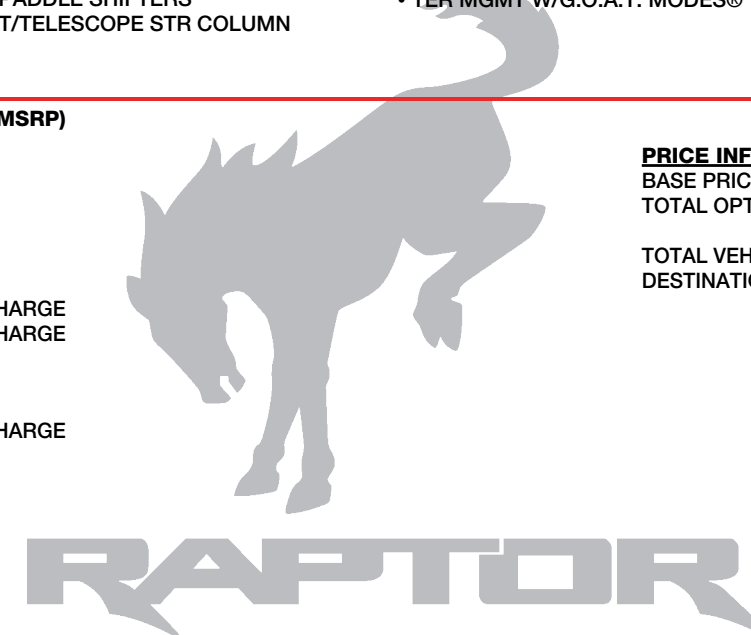 PADDLE SHIFTERS
T/TELESCOPE STR COLUMN
• TER MGMT W/G.O.A.T. MODES®
MSRP)
HARGE
HARGE
HARGE
PRICE INF
BASE PRIC
TOTAL OPT
TOTAL VEH
DESTINATI
RAPTOR